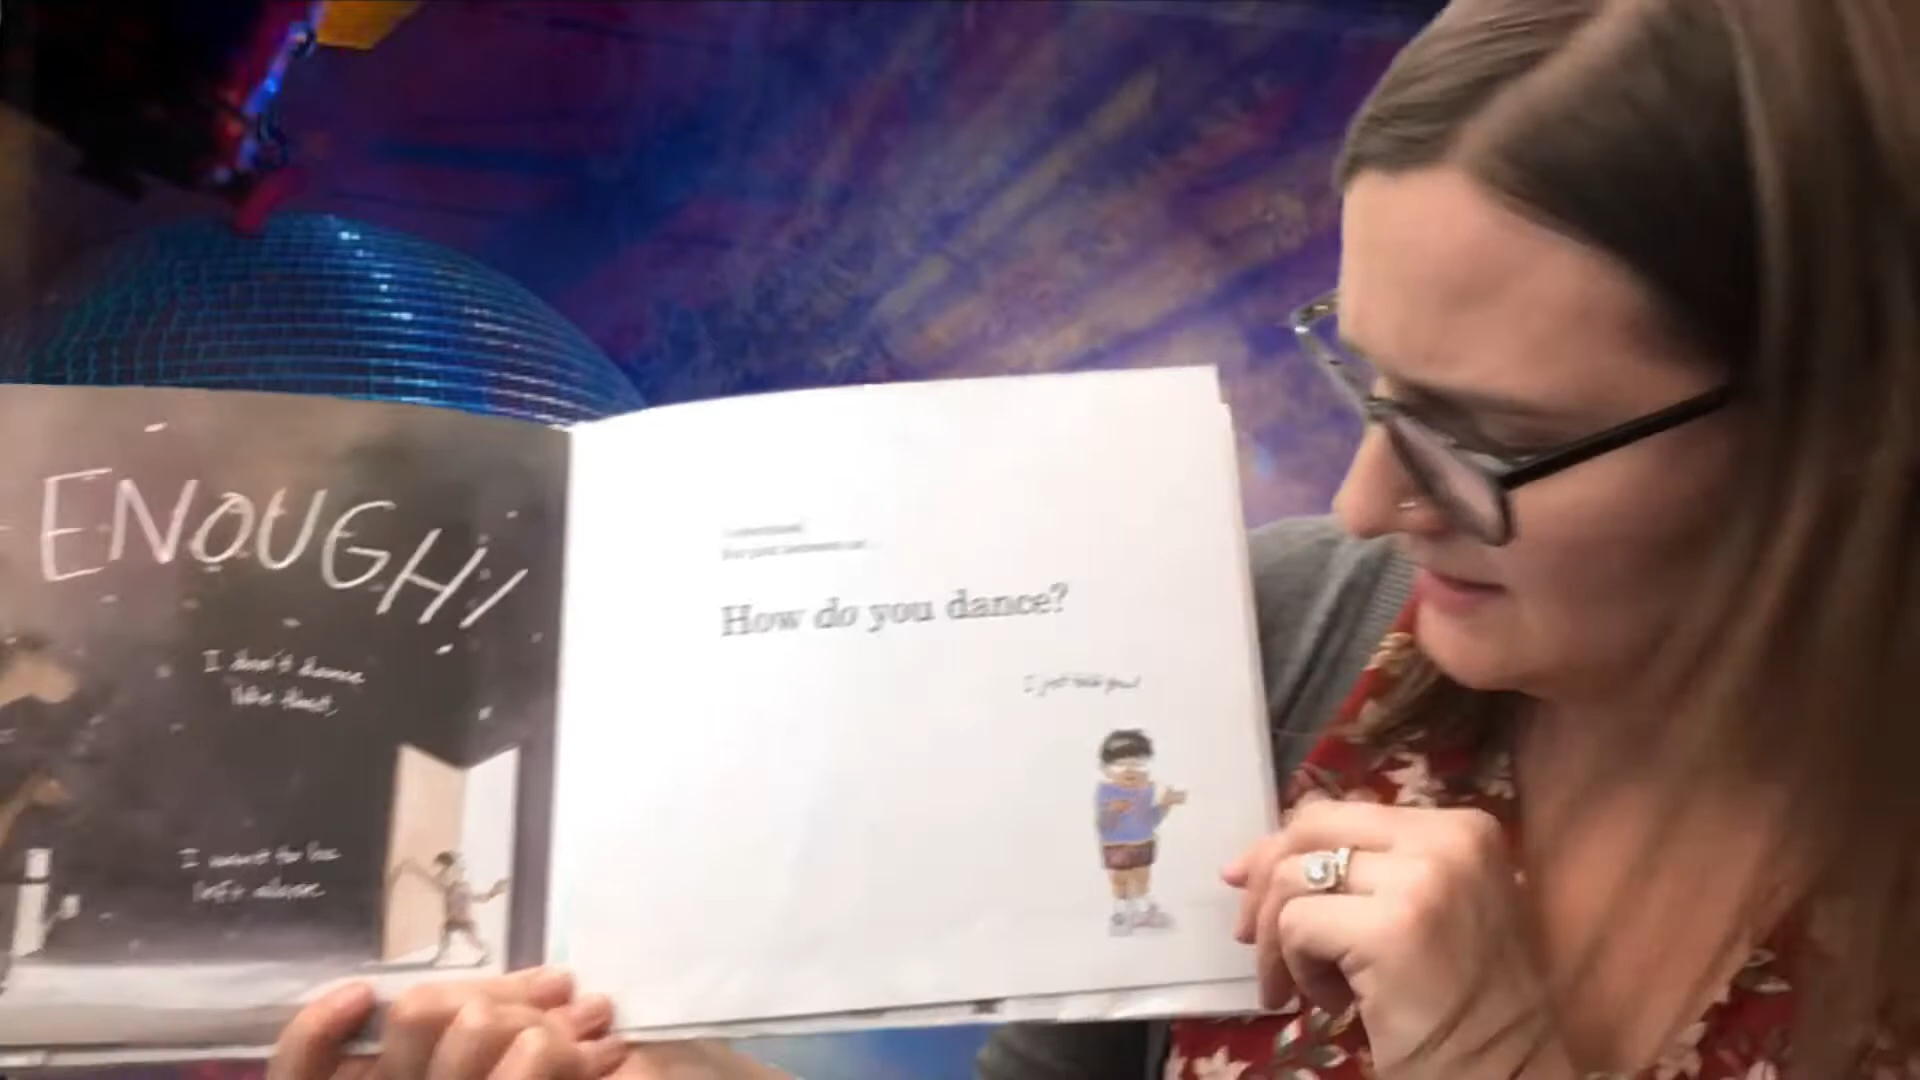 ENOUGH!
I don't dance
like that.
I want to be
left alone.
How do you dance?
I just told you!